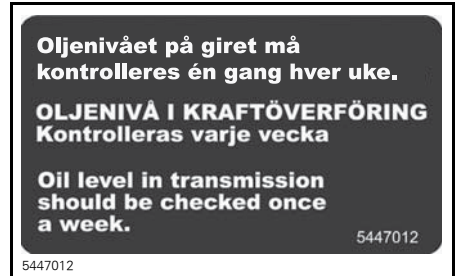 Oljenivået på giret må
kontrolleres én gang hver uke.
OLJENIVÅ I KRAFTÖVERFÖRING
Kontrolleras varje vecka
Oil level in transmission
should be checked once
a week.
5447012
5447012